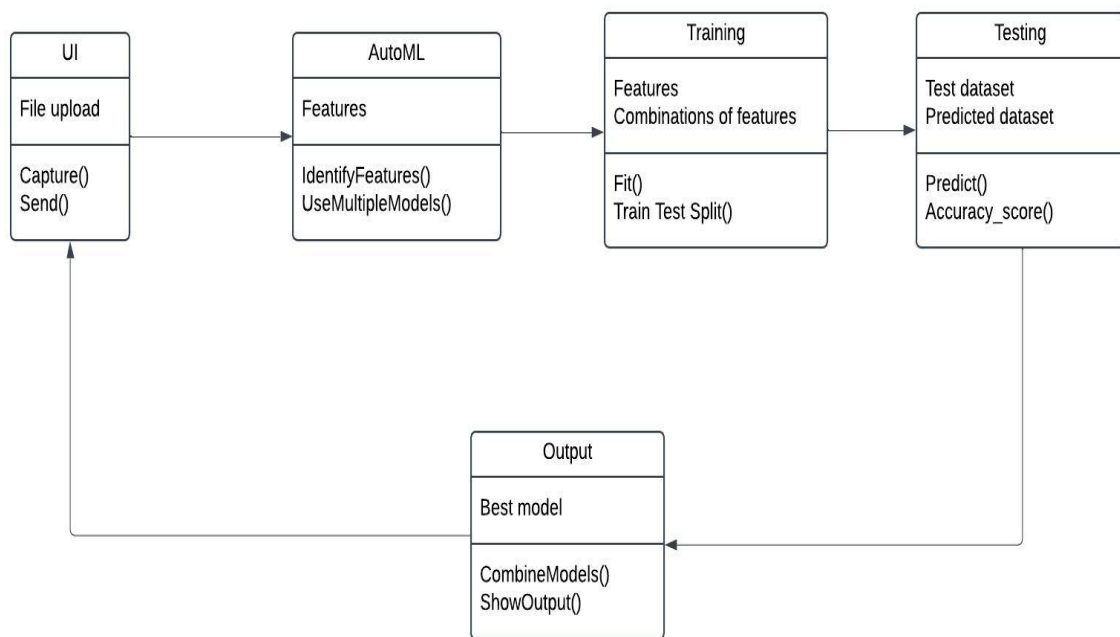 UI
File upload
Capture()
Send()
AutoML
Features
IdentifyFeatures()
UseMultipleModels()
Training
Features
Combinations of features
Fit()
Train Test Split()
Testing
Test dataset
Predicted dataset
Predict()
Accuracy_score()
Output
Best model
CombineModels()
ShowOutput()